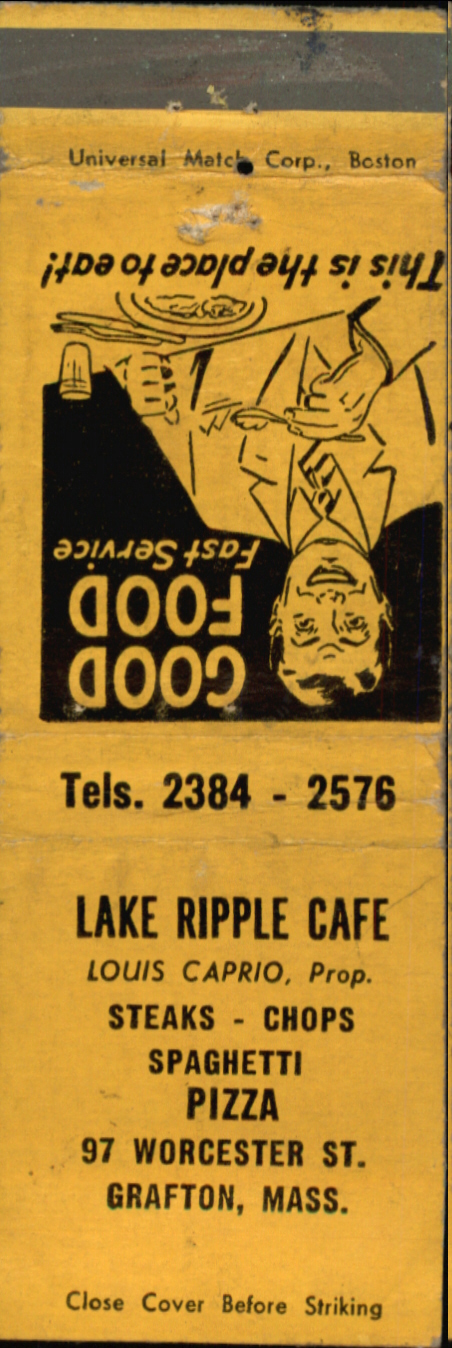 Universal Match Corp., Boston
This is the place to eat!
Fast Service
GOOD
FOOD
Tels. 2384 - 2576
LAKE RIPPLE CAFE
LOUIS CAPRIO, Prop.
STEAKS - CHOPS
SPAGHETTI
PIZZA
97 WORCESTER ST.
GRAFTON, MASS.
Close Cover Before Striking